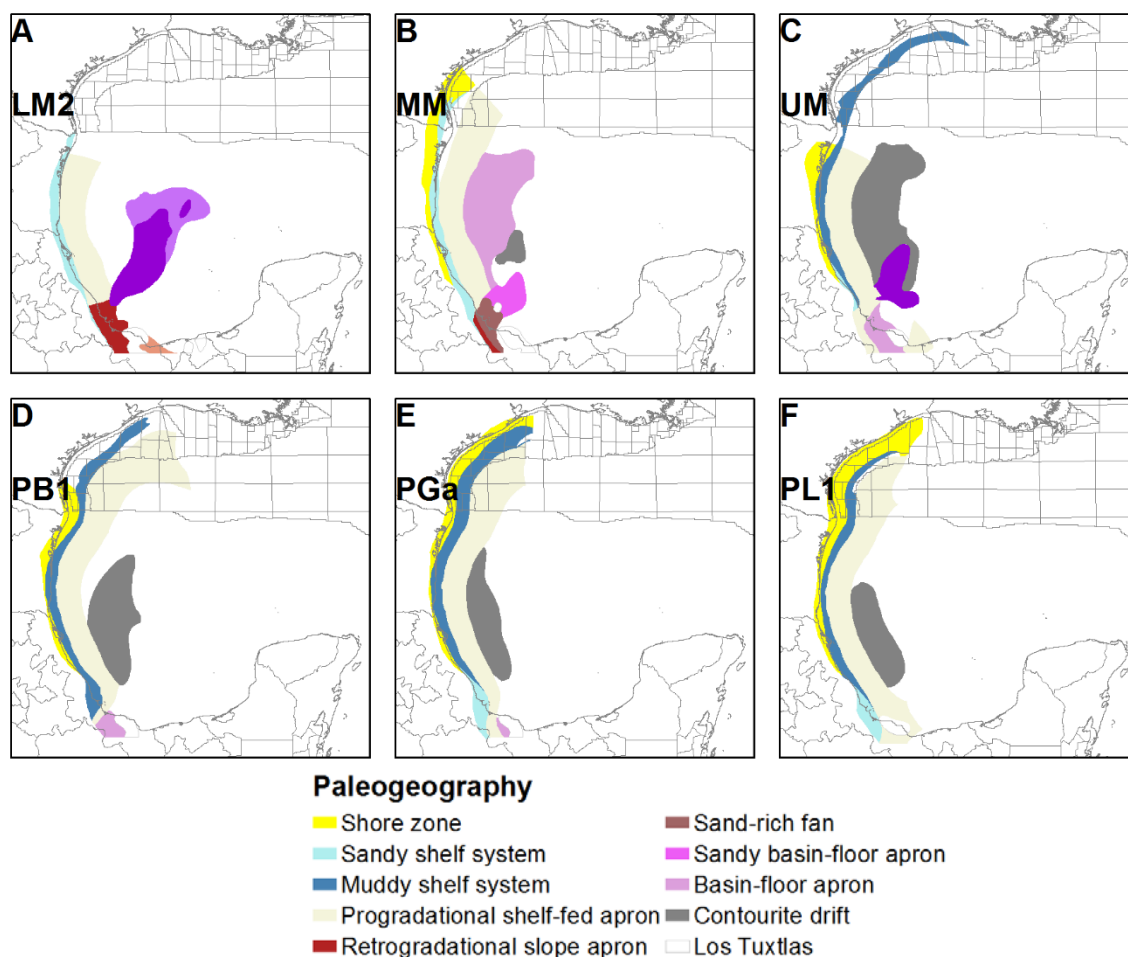 A
LM2
B
MM
C
UM
D
PB1
E
PGa
F
PL1
Paleogeography
Shore zone
Sandy shelf system
Muddy shelf system
Progradational shelf-fed apron
Retrogradational slope apron
Sand-rich fan
Sandy basin-floor apron
Basin-floor apron
Contourite drift
Los Tuxtlas